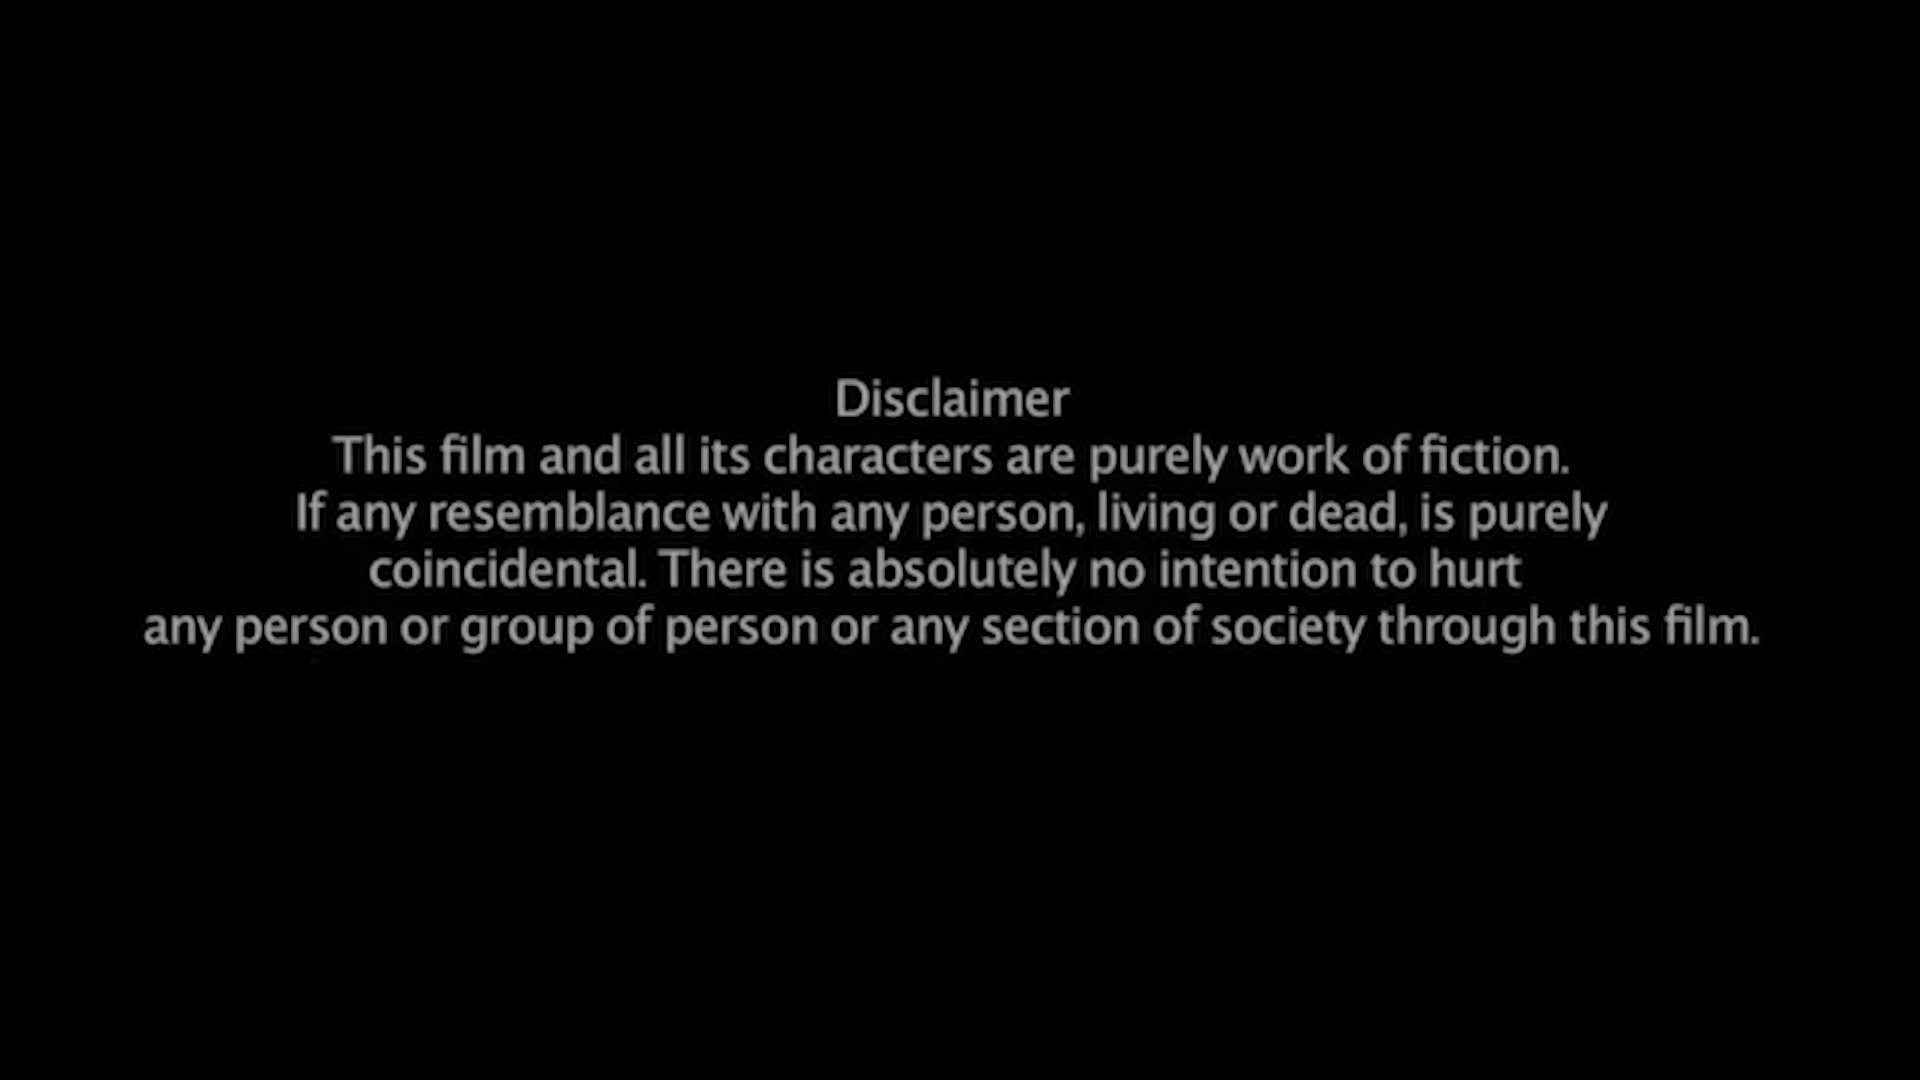 Disclaimer
This film and all its characters are purely work of fiction.
If any resemblance with any person, living or dead, is purely
coincidental. There is absolutely no intention to hurt
any person or group of person or any section of society through this film.